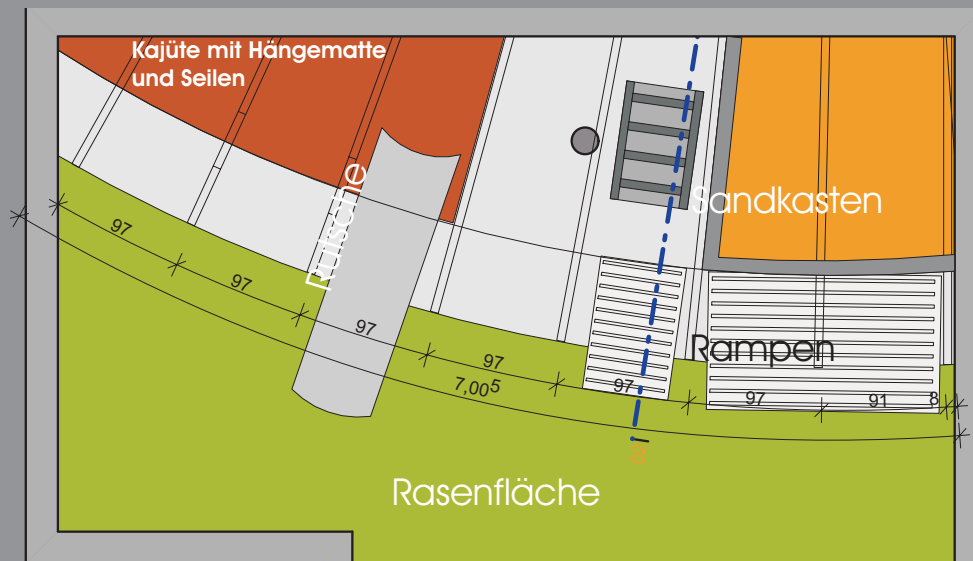 Kajüte mit Hängematte
und Seilen
Rutsche
Sandkasten
97
97
97
97
97
97
91
8
7,005
Rampen
Rasenfläche